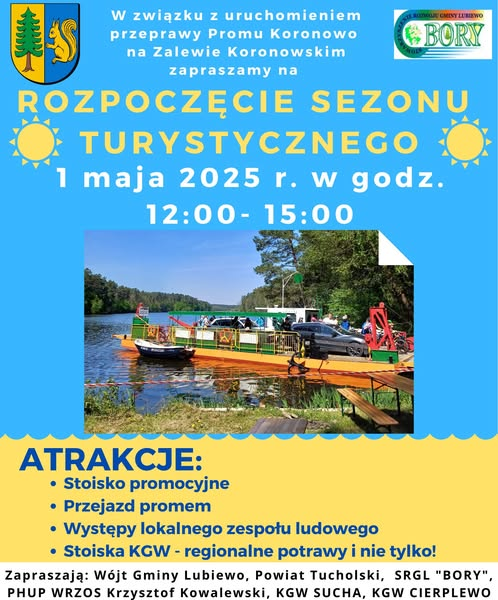 W związku z uruchomieniem
przeprawy Promu Koronowo
na Zalewie Koronowskim
zapraszamy na
BORY
ROZPOCZĘCIE SEZONU
TURYSTYCZNEGO
1 maja 2025 r. w godz.
12:00- 15:00
ATRAKCJE:
• Stoisko promocyjne
• Przejazd promem
• Występy lokalnego zespołu ludowego
• Stoiska KGW - regionalne potrawy i nie tylko!
Zapraszają: Wójt Gminy Lubiewo, Powiat Tucholski, SRGL "BORY",
PHUP WRZOS Krzysztof Kowalewski, KGW SUCHA, KGW CIERPLEWO